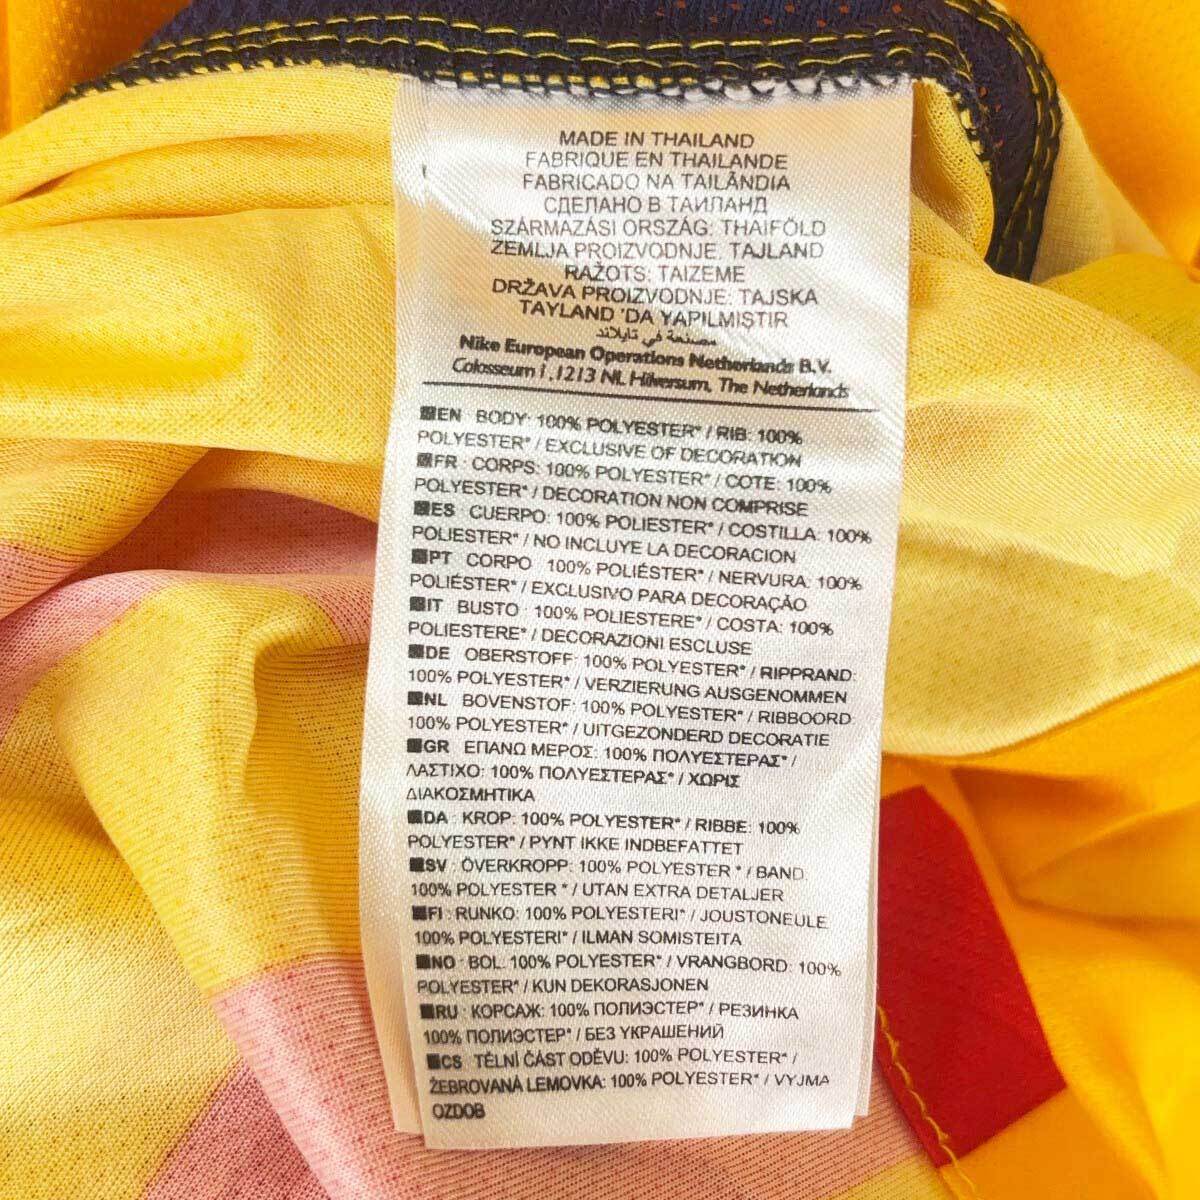 MADE IN THAILAND
FABRIQUE EN THAILANDE
FABRICADO NA TAILÂNDIA
СДЕЛАНО В ТАИЛАНД
SZÁRMAZÁSI ORSZÁG: THAIFÖLD
ZEMLJA PROIZVODNJE, TAJLAND
RAŽOTS: TAIZEME
DRŽAVA PROIZVODNJE: TAJSKA
TAYLAND 'DA YAPILMISTIR
مصنعة في تايلاند
Nike European Operations Netherlands B.V.
Colosseum 1 ,1213 NL Hilversum, The Netherlands
EN BODY: 100% POLYESTER* / RIB: 100%
POLYESTER* / EXCLUSIVE OF DECORATION
FR : CORPS: 100% POLYESTER* / COTE: 100%
POLYESTER* / DECORATION NON COMPRISE
ES : CUERPO: 100% POLIESTER* / COSTILLA: 100%
POLIESTER* / NO INCLUYE LA DECORACION
PT : CORPO 100% POLIÉSTER* / NERVURA: 100%
POLIÉSTER* / EXCLUSIVO PARA DECORAÇÃO
IT BUSTO : 100% POLIESTERE* / COSTA: 100%
POLIESTERE* / DECORAZIONI ESCLUSE
DE OBERSTOFF: 100% POLYESTER* / RIPPRAND:
100% POLYESTER* / VERZIERUNG AUSGENOMMEN
NL BOVENSTOF: 100% POLYESTER* / RIBBOORD
100% POLYESTER* / UITGEZONDERD DECORATIE
GR ΕΠΑΝΩ ΜΕΡΟΣ: 100% ΠΟΛΥΕΣΤΕΡΑΣ* /
ΛΑΣΤΙΧΟ: 100% ΠΟΛΥΕΣΤΕΡΑΣ* / ΧΩΡΙΣ
ΔΙΑΚΟΣΜΗΤΙΚΑ
DA : KROP: 100% POLYESTER* / RIBBE: 100%
POLYESTER* / PYNT IKKE INDBEFATTET
SV : ÖVERKROPP: 100% POLYESTER * / BAND:
100% POLYESTER * / UTAN EXTRA DETALJER
FI : RUNKO: 100% POLYESTERI* / JOUSTONEULE
100% POLYESTERI* / ILMAN SOMISTEITA
NO : BOL: 100% POLYESTER* / VRANGBORD: 100%
POLYESTER* / KUN DEKORASJONEN
RU : КОРСАЖ: 100% ПОЛИЭСТЕР* / РЕЗИНКА
100% ПОЛИЭСТЕР* / БЕЗ УКРАШЕНИЙ
CS : TĚLNÍ ČÁST ODĚVU: 100% POLYESTER* /
ŽEBROVANÁ LEMOVKA: 100% POLYESTER* / VYJMA
OZDOB